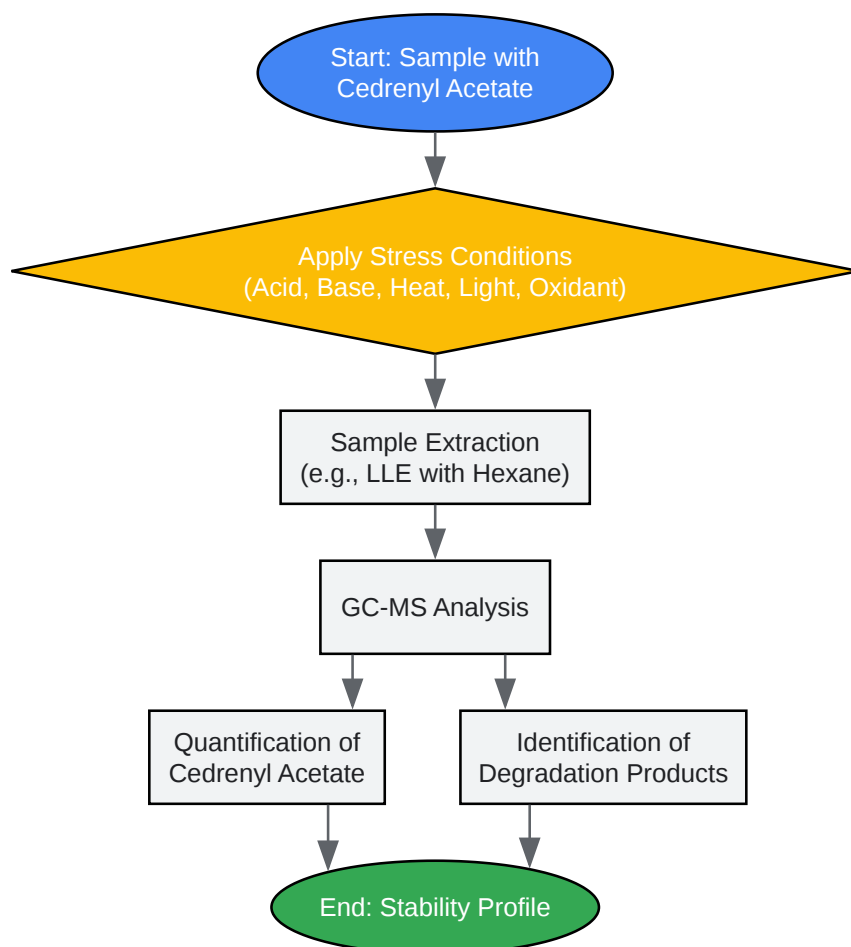 Start: Sample with
Cedrenyl Acetate
Apply Stress Conditions
(Acid, Base, Heat, Light, Oxidant)
Sample Extraction
(e.g., LLE with Hexane)
GC-MS Analysis
Quantification of
Cedrenyl Acetate
Identification of
Degradation Products
End: Stability Profile